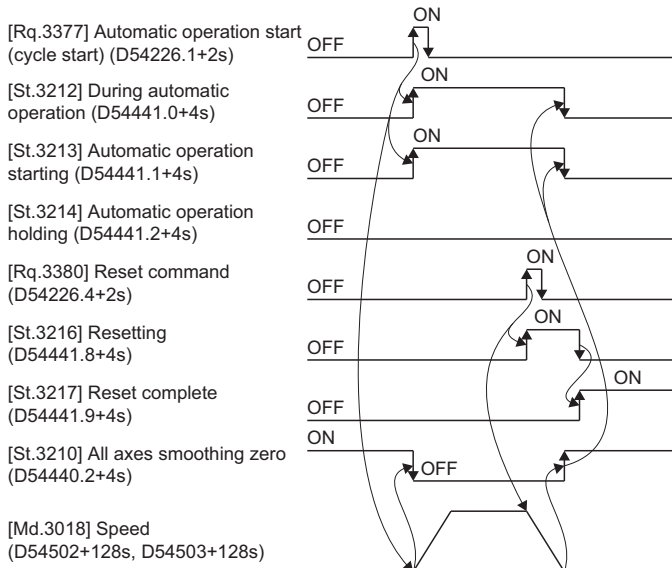 [Rq.3377] Automatic operation start
(cycle start) (D54226.1+2s)
OFF
ON
[St.3212] During automatic
operation (D54441.0+4s)
OFF
ON
[St.3213] Automatic operation
starting (D54441.1+4s)
OFF
ON
[St.3214] Automatic operation
holding (D54441.2+4s)
OFF
[Rq.3380] Reset command
(D54226.4+2s)
OFF
ON
[St.3216] Resetting
(D54441.8+4s)
OFF
ON
[St.3217] Reset complete
(D54441.9+4s)
OFF
ON
[St.3210] All axes smoothing zero
(D54440.2+4s)
ON
OFF
[Md.3018] Speed
(D54502+128s, D54503+128s)